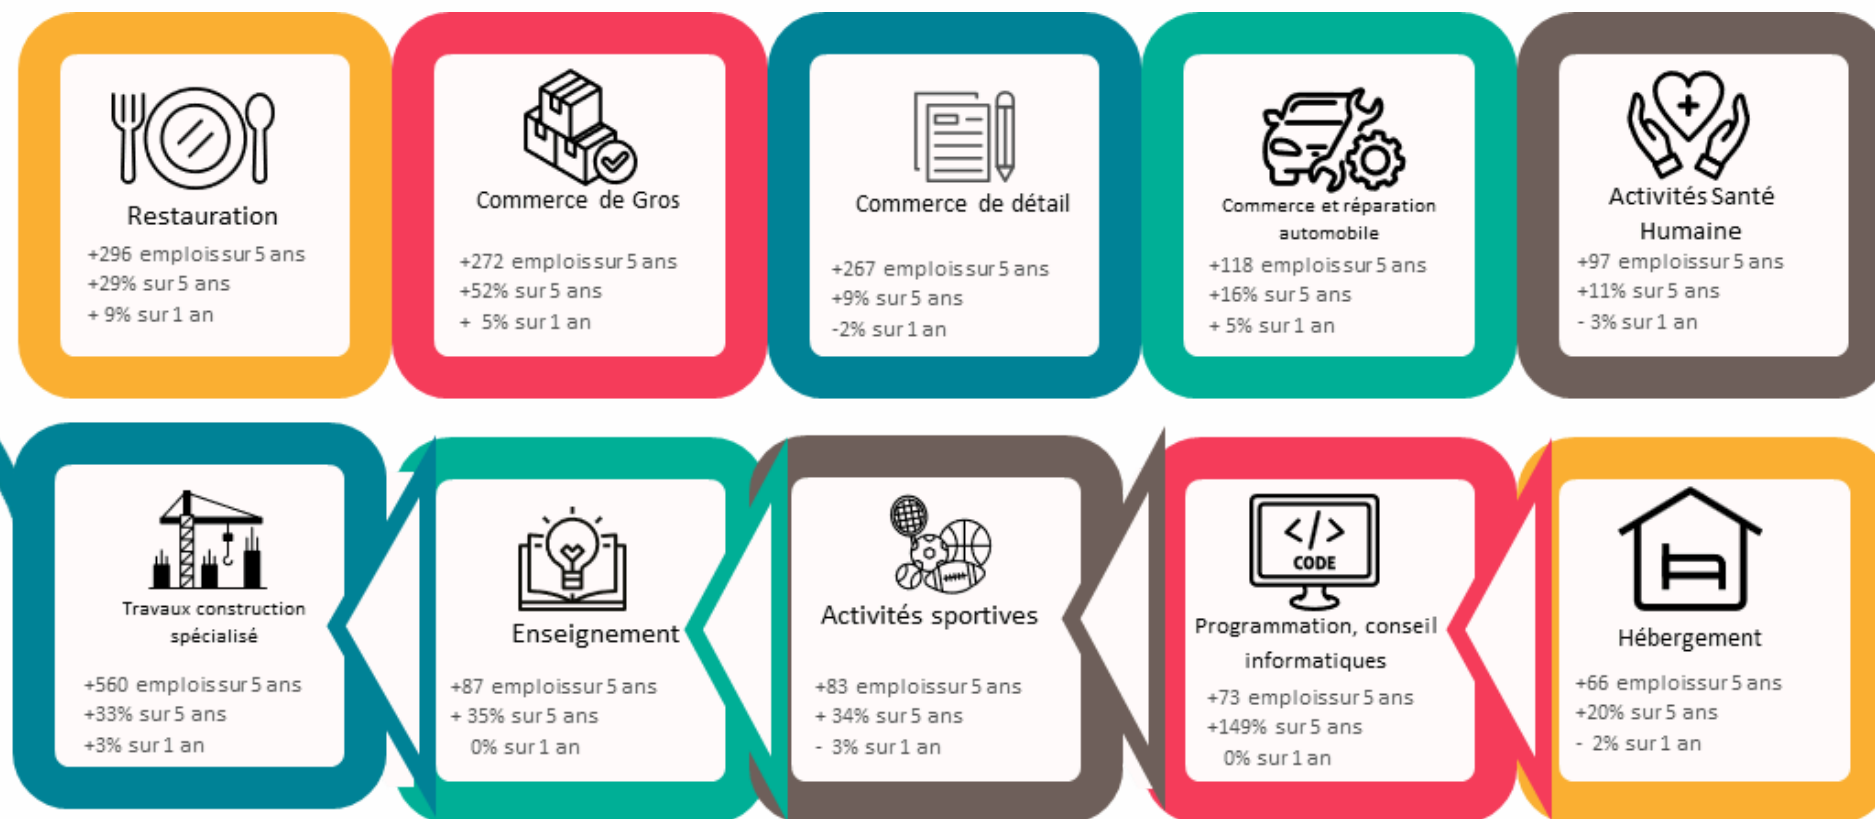 Restauration
+296 emplois sur 5 ans
+29% sur 5 ans
+ 9% sur 1 an
Commerce de Gros
+272 emplois sur 5 ans
+52% sur 5 ans
+ 5% sur 1 an
Commerce de détail
+267 emplois sur 5 ans
+9% sur 5 ans
-2% sur 1 an
Commerce et réparation
automobile
+118 emplois sur 5 ans
+16% sur 5 ans
+ 5% sur 1 an
Activités Santé
Humaine
+97 emplois sur 5 ans
+11% sur 5 ans
- 3% sur 1 an
Travaux construction
spécialisé
+560 emplois sur 5 ans
+33% sur 5 ans
+3% sur 1 an
Enseignement
+87 emplois sur 5 ans
+ 35% sur 5 ans
0% sur 1 an
Activités sportives
+83 emplois sur 5 ans
+ 34% sur 5 ans
- 3% sur 1 an
</>
CODE
Programmation, conseil
informatiques
+73 emplois sur 5 ans
+149% sur 5 ans
0% sur 1 an
Hébergement
+66 emplois sur 5 ans
+20% sur 5 ans
- 2% sur 1 an